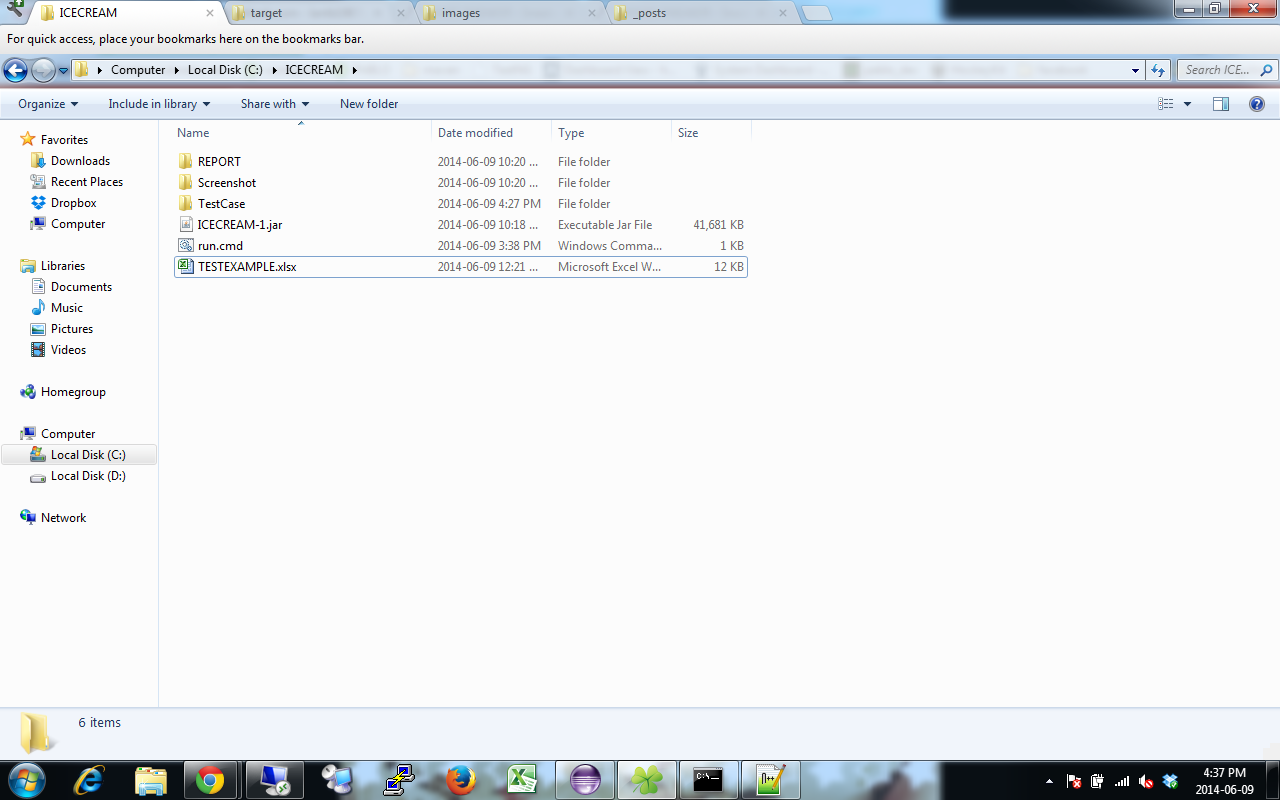 ICECREAM target images _posts
For quick access, place your bookmarks here on the bookmarks bar.
Computer Local Disk (C:) ICECREAM Search ICE...
Organize Include in library Share with New folder
Name Date modified Type Size
Favorites
Downloads
Recent Places
Dropbox
Computer
Libraries
Documents
Music
Pictures
Videos
Homegroup
Computer
Local Disk (C:)
Local Disk (D:)
Network
REPORT 2014-06-09 10:20 ... File folder
Screenshot 2014-06-09 10:20 ... File folder
TestCase 2014-06-09 4:27 PM File folder
ICECREAM-1.jar 2014-06-09 10:18 ... Executable Jar File 41,681 KB
run.cmd 2014-06-09 3:38 PM Windows Comma... 1 KB
TESTEXAMPLE.xlsx 2014-06-09 12:21 ... Microsoft Excel W... 12 KB
6 items
4:37 PM
2014-06-09